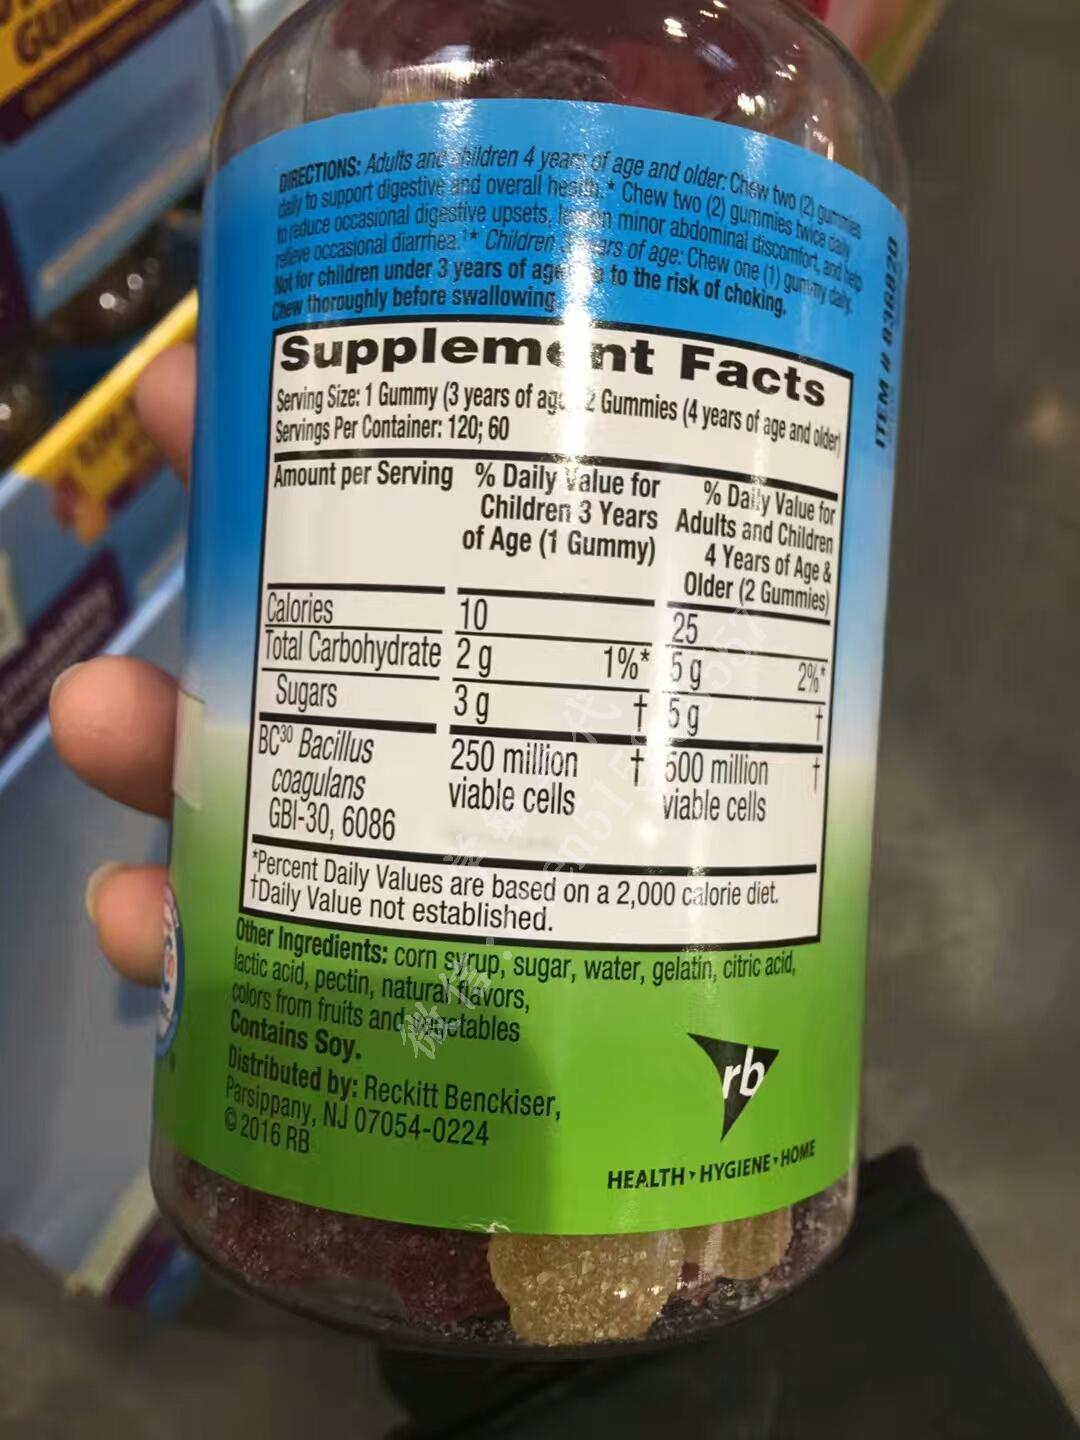 GUMM
DIRECTIONS: Adults and children 4 years of age and older: Chew two (2) gummies
daily to support digestive and overall health.* Chew two (2) gummies twice daily
to reduce occasional digestive upsets, lessen minor abdominal discomfort, and help
relieve occasional diarrhea.¹* Children 3 years of age: Chew one (1) gummy daily.
Not for children under 3 years of age due to the risk of choking.
Chew thoroughly before swallowing.
ITEM # 836820
Supplement Facts
Serving Size: 1 Gummy (3 years of age); 2 Gummies (4 years of age and older)
Servings Per Container: 120; 60
Amount per Serving % Daily Value for Children 3 Years of Age (1 Gummy) % Daily Value for Adults and Children 4 Years of Age & Older (2 Gummies)
Calories 10 25
Total Carbohydrate 2 g 1%* 5 g 2%*
Sugars 3 g † 5 g †
BC³⁰ Bacillus 250 million † 500 million †
coagulans viable cells viable cells
GBI-30, 6086
*Percent Daily Values are based on a 2,000 calorie diet.
†Daily Value not established.
Other Ingredients: corn syrup, sugar, water, gelatin, citric acid,
lactic acid, pectin, natural flavors,
colors from fruits and vegetables
Contains Soy.
Distributed by: Reckitt Benckiser,
Parsippany, NJ 07054-0224
©2016 RB
rb
HEALTH HYGIENE HOME
微信: